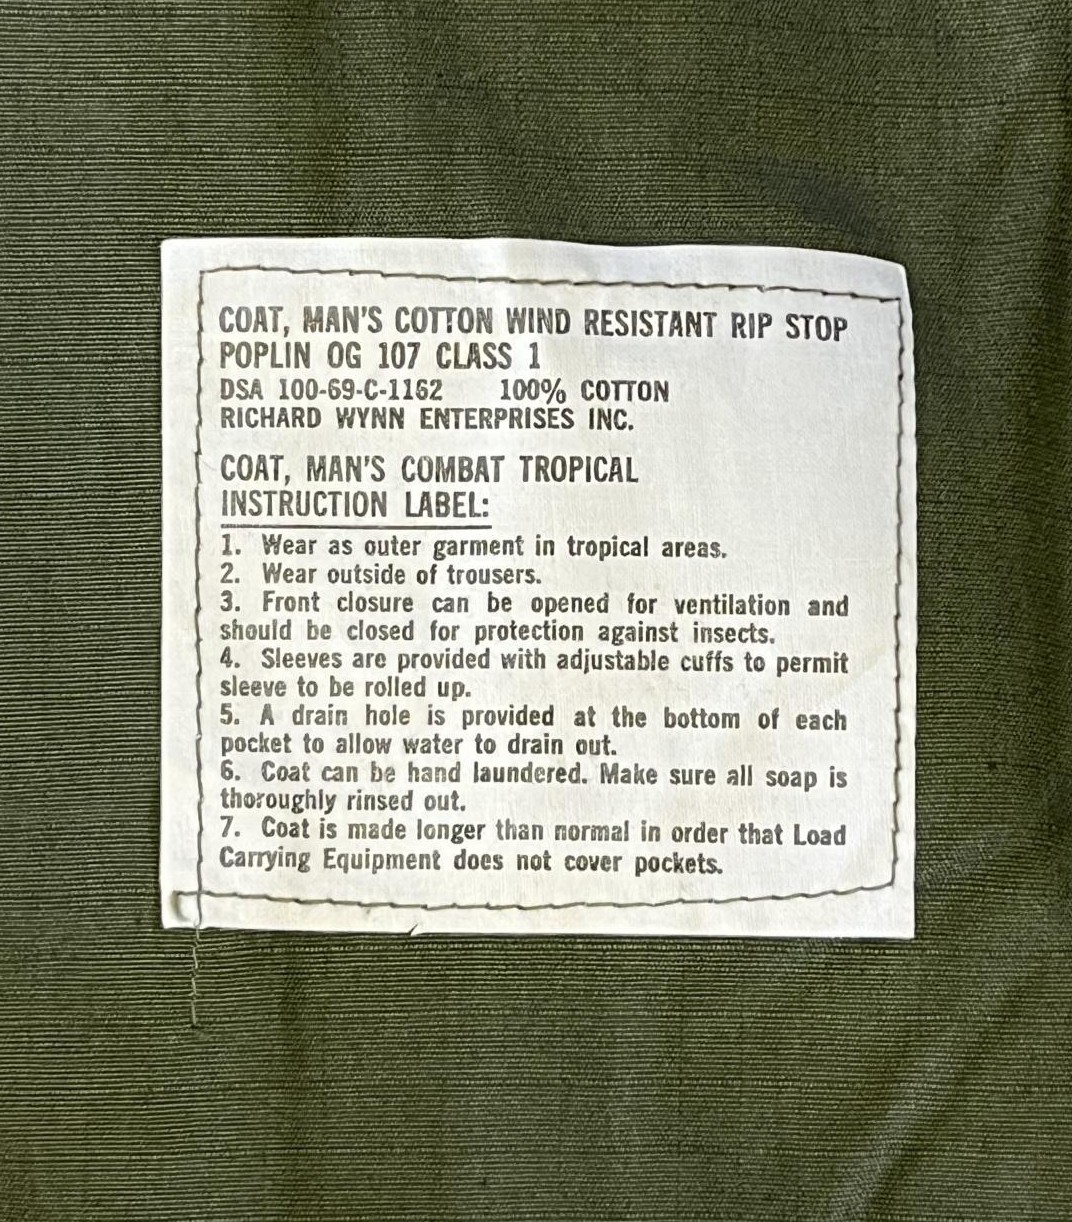 COAT, MAN'S COTTON WIND RESISTANT RIP STOP
POPLIN OG 107 CLASS 1
DSA 100-69-C-1162 100% COTTON
RICHARD WYNN ENTERPRISES INC.
COAT, MAN'S COMBAT TROPICAL
INSTRUCTION LABEL:
1. Wear as outer garment in tropical areas.
2. Wear outside of trousers.
3. Front closure can be opened for ventilation and
should be closed for protection against insects.
4. Sleeves are provided with adjustable cuffs to permit
sleeve to be rolled up.
5. A drain hole is provided at the bottom of each
pocket to allow water to drain out.
6. Coat can be hand laundered. Make sure all soap is
thoroughly rinsed out.
7. Coat is made longer than normal in order that Load
Carrying Equipment does not cover pockets.